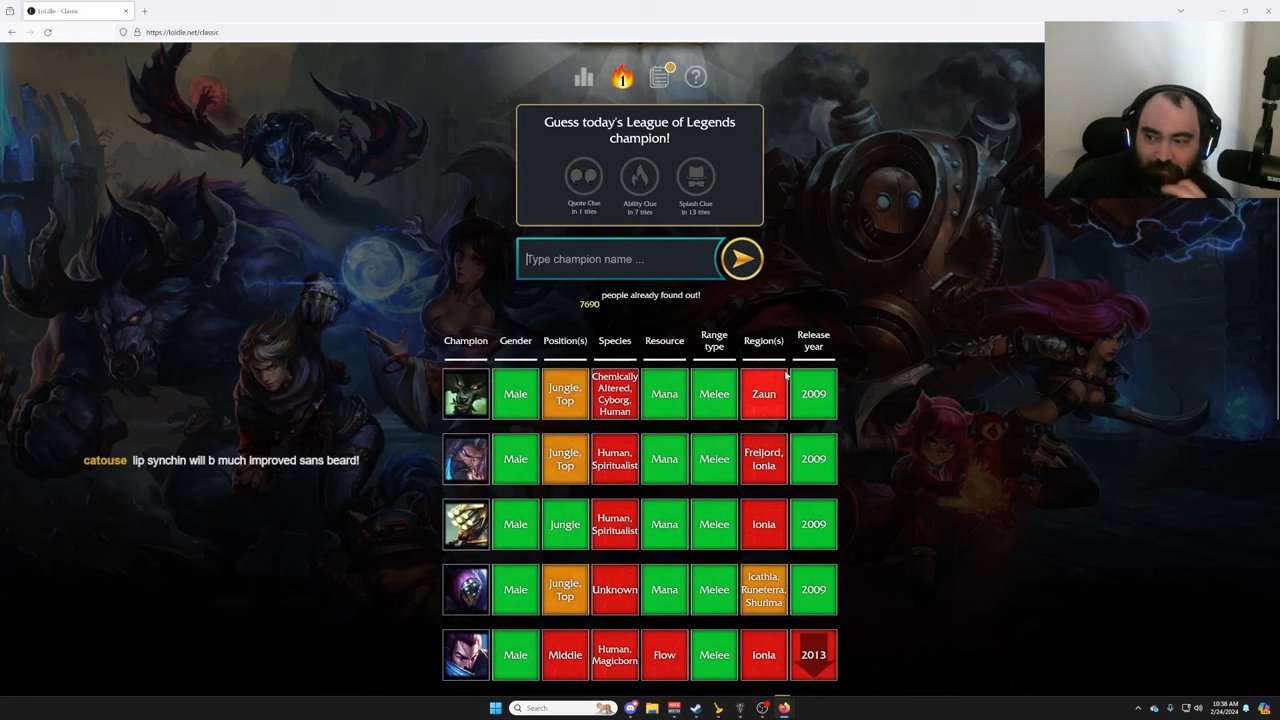 Loldle - Classic
https://loldle.net/classic
1
Guess today's League of Legends
champion!
Quote Clue
in 1 tries
Ability Clue
in 7 tries
Splash Clue
in 13 tries
Type champion name ...
7690 people already found out!
Champion Gender Position(s) Species Resource Range type Region(s) Release year
Male
Jungle, Top
Chemically Altered, Cyborg, Human
Mana
Melee
Zaun
2009
Male
Jungle, Top
Human, Spiritualist
Mana
Melee
Freljord, Ionia
2009
catouse lip synchin will b much improved sans beard!
Male
Jungle
Human, Spiritualist
Mana
Melee
Ionia
2009
Male
Jungle, Top
Unknown
Mana
Melee
Icathia, Runeterra, Shurima
2009
Male
Middle
Human, Magicborn
Flow
Melee
Ionia
2013
Search
10:38 AM
2/24/2024